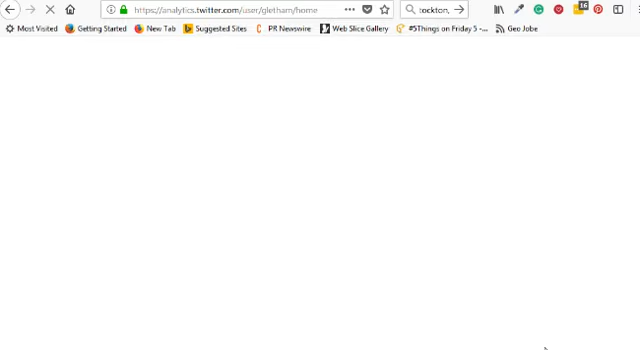 https://analytics.twitter.com/user/gletham/home tockton, 16
Most Visited Getting Started New Tab Suggested Sites PR Newswire Web Slice Gallery #5Things on Friday 5 -... Geo Jobe